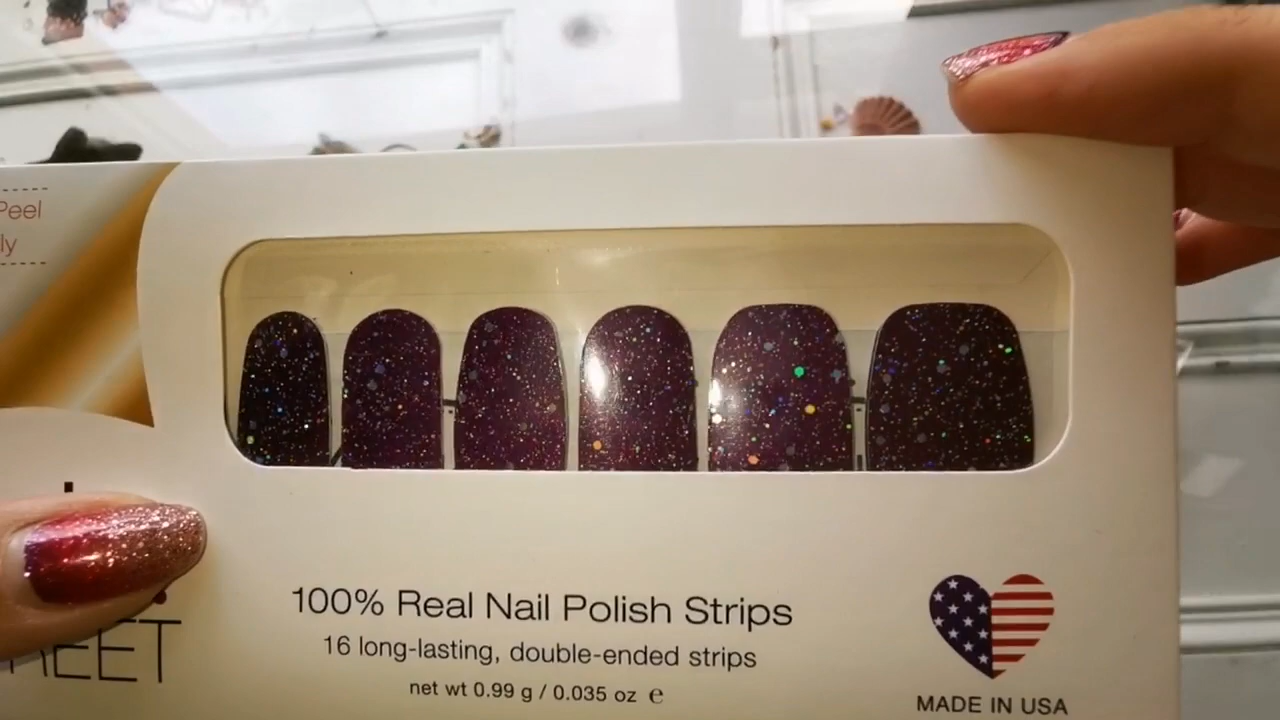 Peel
ly
REET
100% Real Nail Polish Strips
16 long-lasting, double-ended strips
net wt 0.99 g / 0.035 oz ℮
MADE IN USA